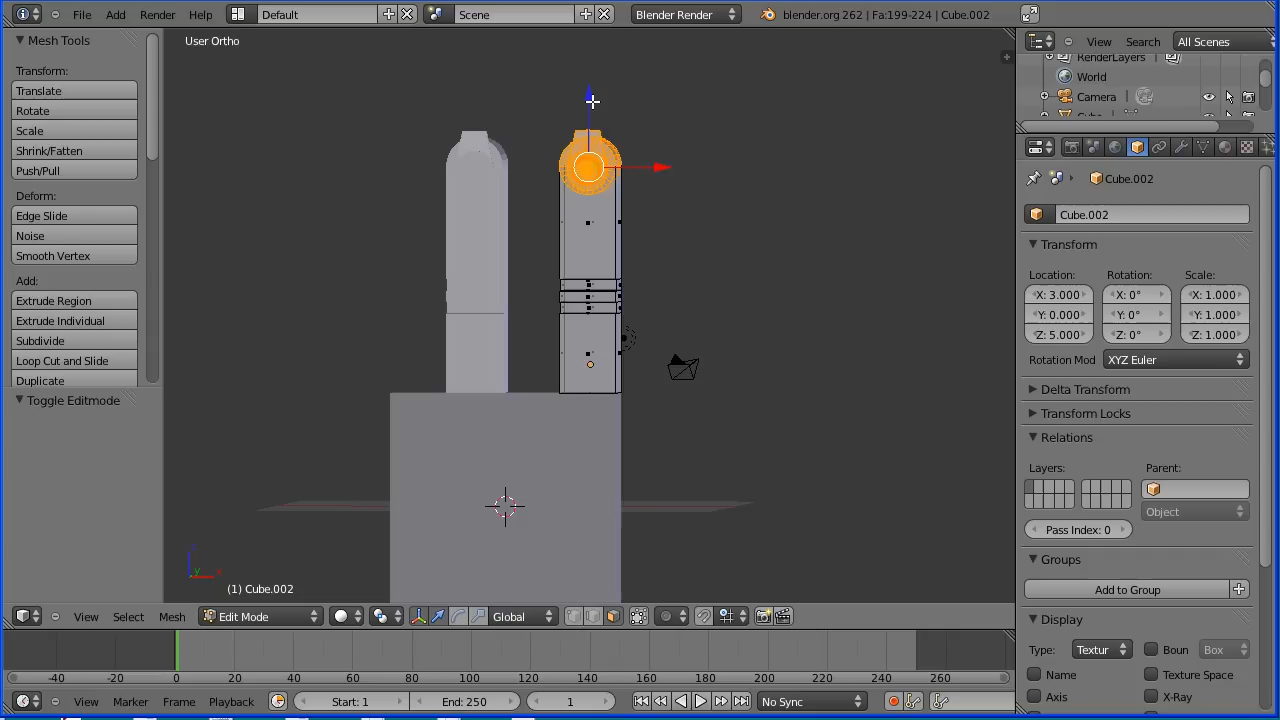 File Add Render Help Default Scene Blender Render blender.org 262 | Fa:199-224 | Cube.002
Mesh Tools
Transform:
Translate
Rotate
Scale
Shrink/Fatten
Push/Pull
Deform:
Edge Slide
Noise
Smooth Vertex
Add:
Extrude Region
Extrude Individual
Subdivide
Loop Cut and Slide
Duplicate
Toggle Editmode
User Ortho
(1) Cube.002
View Select Mesh Edit Mode Global
-40 -20 0 20 40 60 80 100 120 140 160 180 200 220 240 260
View Marker Frame Playback Start: 1 End: 250 1 No Sync
View Search All Scenes
RenderLayers
World
Camera
Cube.002
Cube.002
Transform
Location: Rotation: Scale:
X: 3.000 X: 0° X: 1.000
Y: 0.000 Y: 0° Y: 1.000
Z: 5.000 Z: 0° Z: 1.000
Rotation Mod XYZ Euler
Delta Transform
Transform Locks
Relations
Layers: Parent:
Object
Pass Index: 0
Groups
Add to Group
Display
Type: Textur Boun Box
Name Texture Space
Axis X-Ray